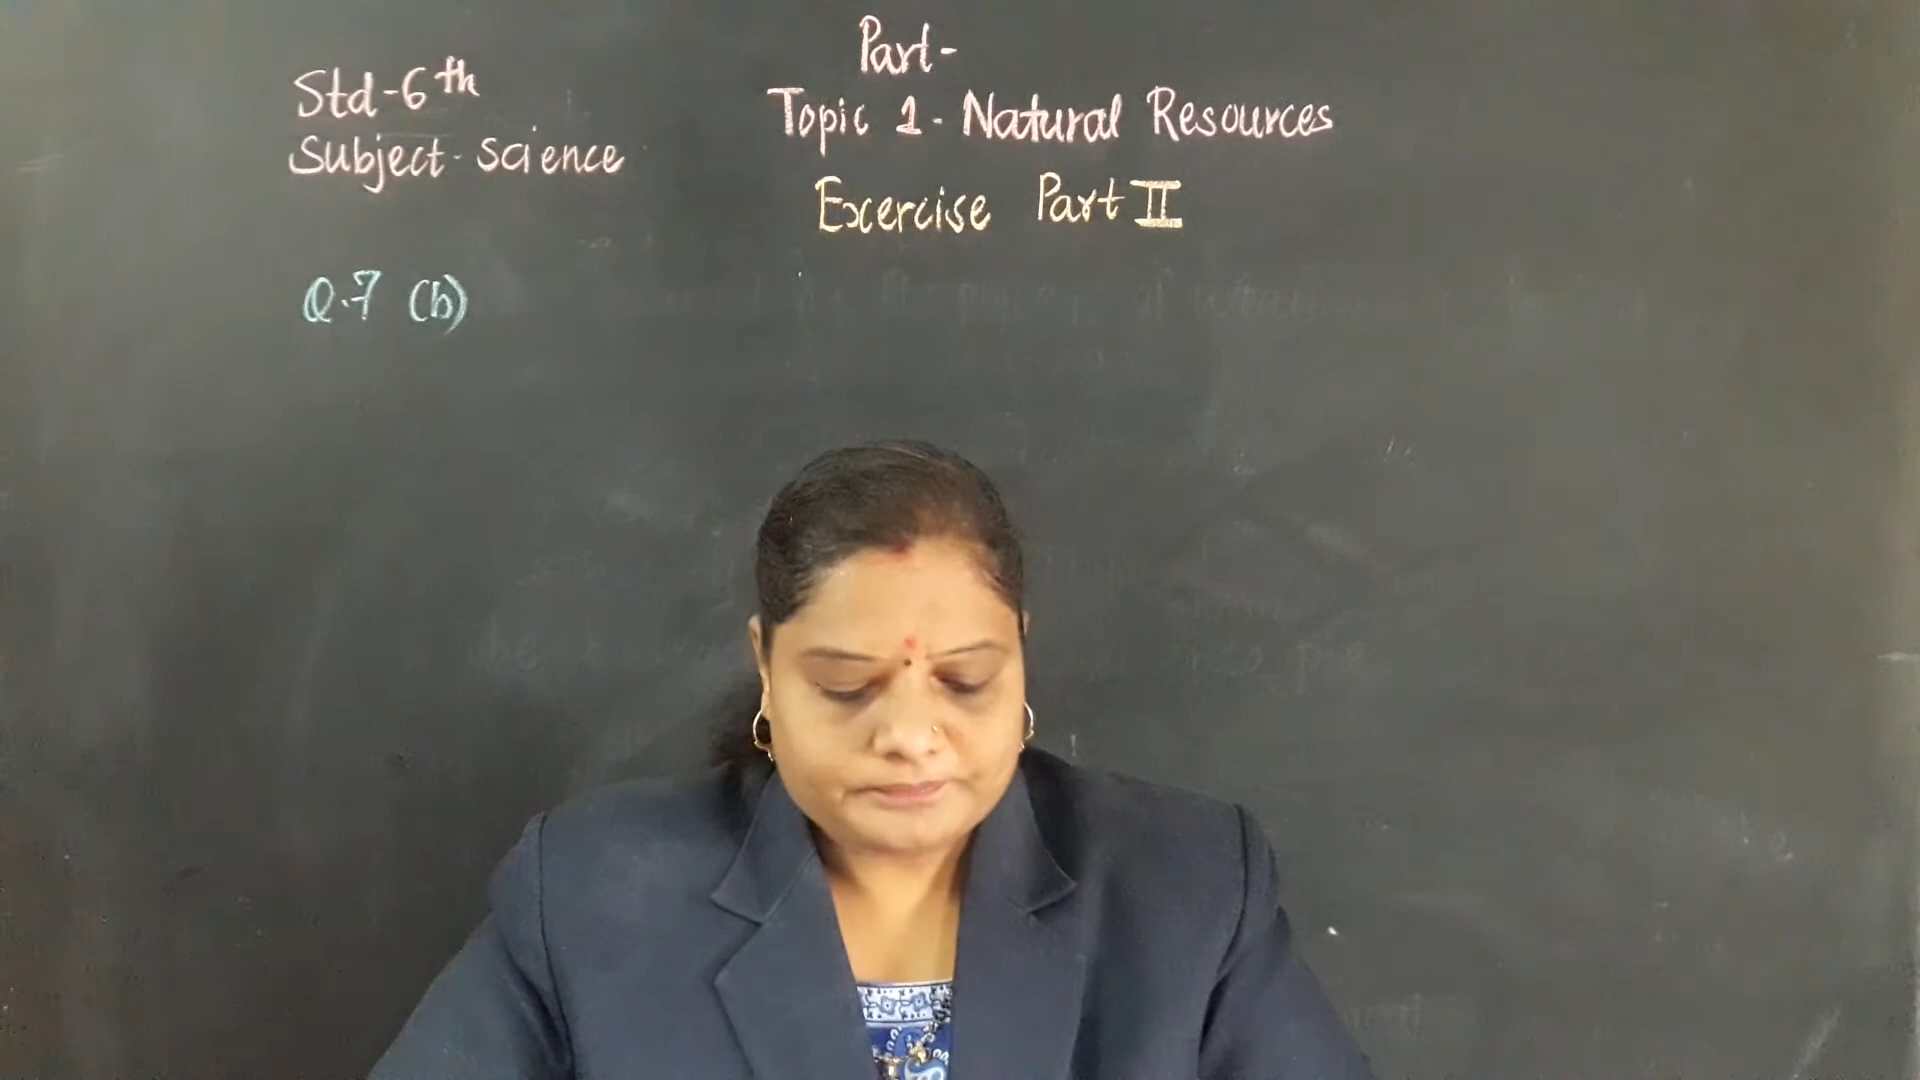 Part-
Std-6th
Topic 1. Natural Resources
Subject-Science
Exercise Part II
Q.7 (b)